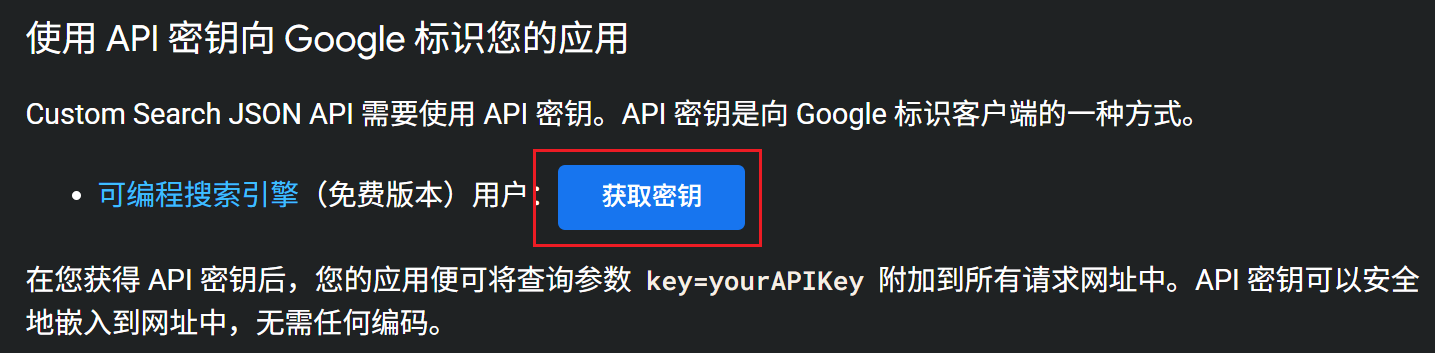 使用 API 密钥向 Google 标识您的应用
Custom Search JSON API 需要使用 API 密钥。API 密钥是向 Google 标识客户端的一种方式。
• 可编程搜索引擎（免费版本）用户： 获取密钥
在您获得 API 密钥后，您的应用便可将查询参数 key=yourAPIKey 附加到所有请求网址中。API 密钥可以安全
地嵌入到网址中，无需任何编码。